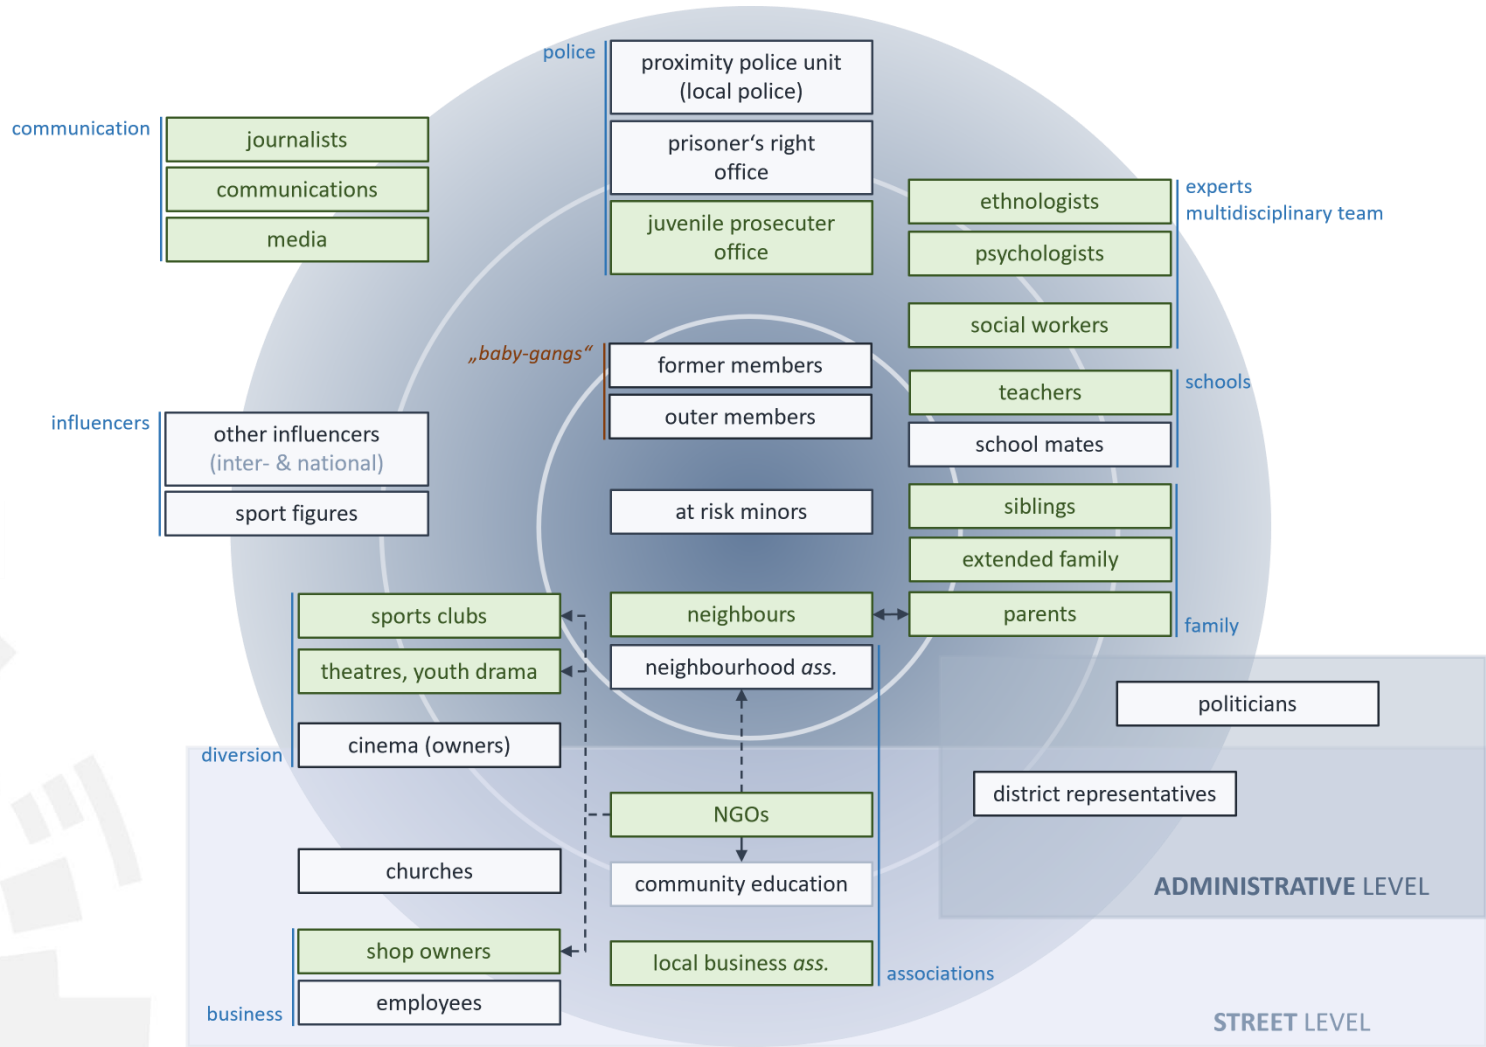 police
proximity police unit
(local police)
prisoner‘s right
office
juvenile prosecuter
office
communication
journalists
communications
media
experts
multidisciplinary team
ethnologists
psychologists
social workers
„baby-gangs“
former members
outer members
schools
teachers
school mates
influencers
other influencers
(inter- & national)
sport figures
at risk minors
siblings
extended family
parents
family
sports clubs
theatres, youth drama
cinema (owners)
diversion
neighbours
neighbourhood ass.
politicians
district representatives
ADMINISTRATIVE LEVEL
NGOs
community education
local business ass.
associations
churches
shop owners
employees
business
STREET LEVEL